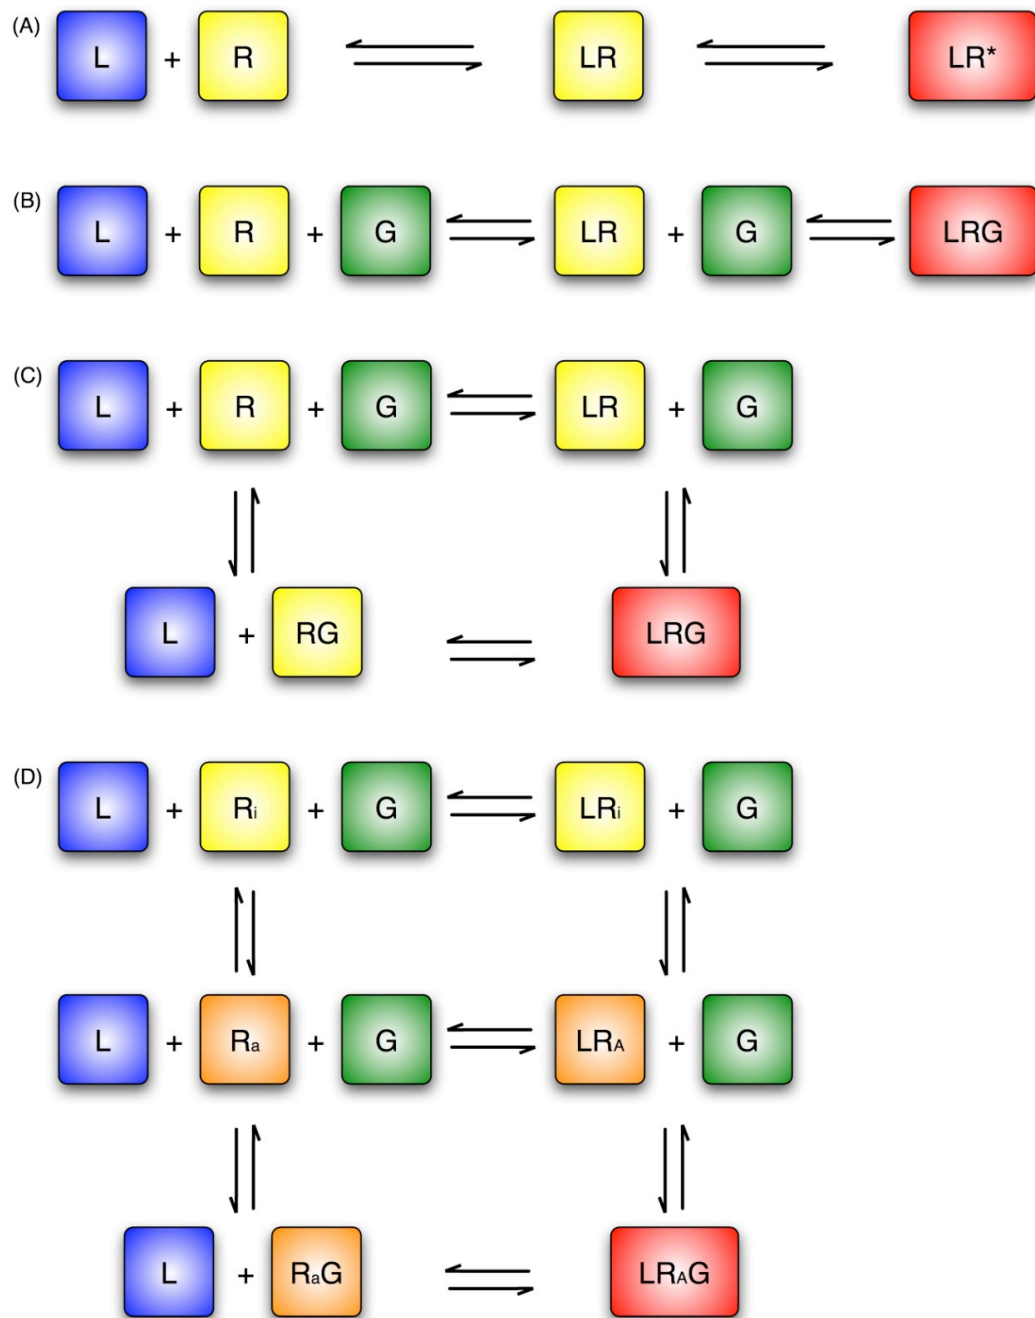 (A) L + R LR LR*
(B) L + R + G LR + G LRG
(C) L + R + G LR + G
L + RG LRG
(D) L + Ri + G LRi + G
L + Ra + G LRA + G
L + RaG LRAG